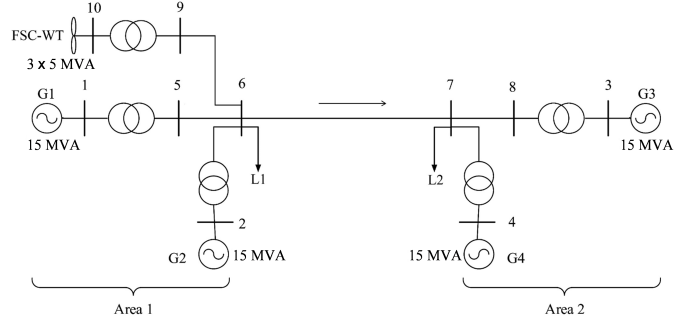 10
9
FSC-WT
3 x 5 MVA
G1
1
5
6
7
8
3
G3
15 MVA
15 MVA
L1
L2
2
4
G2
15 MVA
15 MVA
G4
Area 1
Area 2